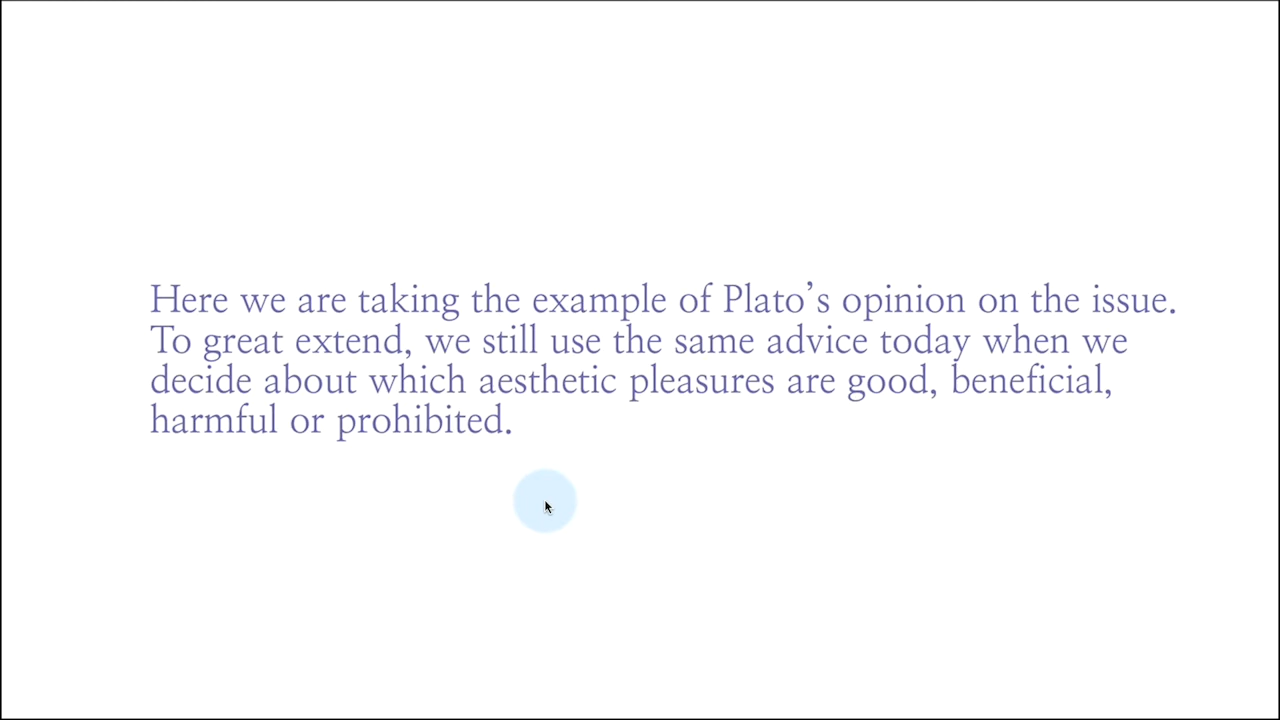 Here we are taking the example of Plato’s opinion on the issue.
To great extend, we still use the same advice today when we
decide about which aesthetic pleasures are good, beneficial,
harmful or prohibited.